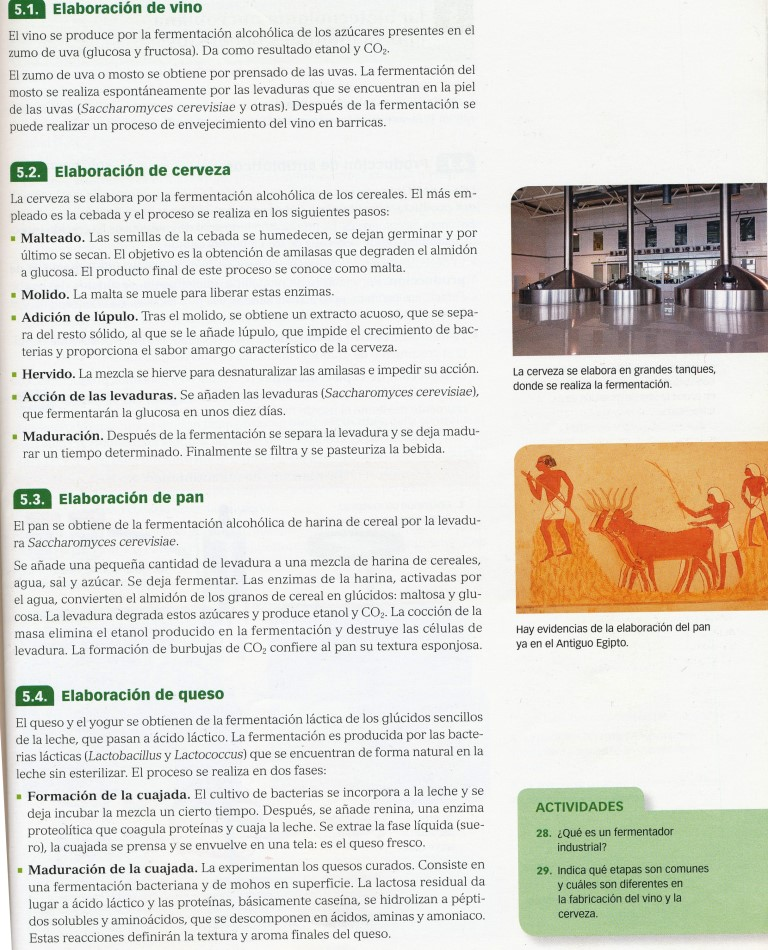 5.1. Elaboración de vino
El vino se produce por la fermentación alcohólica de los azúcares presentes en el
zumo de uva (glucosa y fructosa). Da como resultado etanol y CO₂.
El zumo de uva o mosto se obtiene por prensado de las uvas. La fermentación del
mosto se realiza espontáneamente por las levaduras que se encuentran en la piel
de las uvas (Saccharomyces cerevisiae y otras). Después de la fermentación se
puede realizar un proceso de envejecimiento del vino en barricas.
5.2. Elaboración de cerveza
La cerveza se elabora por la fermentación alcohólica de los cereales. El más em-
pleado es la cebada y el proceso se realiza en los siguientes pasos:
▪ Malteado. Las semillas de la cebada se humedecen, se dejan germinar y por
último se secan. El objetivo es la obtención de amilasas que degraden el almidón
a glucosa. El producto final de este proceso se conoce como malta.
▪ Molido. La malta se muele para liberar estas enzimas.
▪ Adición de lúpulo. Tras el molido, se obtiene un extracto acuoso, que se sepa-
ra del resto sólido, al que se le añade lúpulo, que impide el crecimiento de bac-
terias y proporciona el sabor amargo característico de la cerveza.
▪ Hervido. La mezcla se hierve para desnaturalizar las amilasas e impedir su acción.
▪ Acción de las levaduras. Se añaden las levaduras (Saccharomyces cerevisiae),
que fermentarán la glucosa en unos diez días.
▪ Maduración. Después de la fermentación se separa la levadura y se deja madu-
rar un tiempo determinado. Finalmente se filtra y se pasteuriza la bebida.
La cerveza se elabora en grandes tanques,
donde se realiza la fermentación.
5.3. Elaboración de pan
El pan se obtiene de la fermentación alcohólica de harina de cereal por la levadu-
ra Saccharomyces cerevisiae.
Se añade una pequeña cantidad de levadura a una mezcla de harina de cereales,
agua, sal y azúcar. Se deja fermentar. Las enzimas de la harina, activadas por
el agua, convierten el almidón de los granos de cereal en glúcidos: maltosa y glu-
cosa. La levadura degrada estos azúcares y produce etanol y CO₂. La cocción de la
masa elimina el etanol producido en la fermentación y destruye las células de
levadura. La formación de burbujas de CO₂ confiere al pan su textura esponjosa.
Hay evidencias de la elaboración del pan
ya en el Antiguo Egipto.
5.4. Elaboración de queso
El queso y el yogur se obtienen de la fermentación láctica de los glúcidos sencillos
de la leche, que pasan a ácido láctico. La fermentación es producida por las bacte-
rias lácticas (Lactobacillus y Lactococcus) que se encuentran de forma natural en la
leche sin esterilizar. El proceso se realiza en dos fases:
▪ Formación de la cuajada. El cultivo de bacterias se incorpora a la leche y se
deja incubar la mezcla un cierto tiempo. Después, se añade renina, una enzima
proteolítica que coagula proteínas y cuaja la leche. Se extrae la fase líquida (sue-
ro), la cuajada se prensa y se envuelve en una tela: es el queso fresco.
▪ Maduración de la cuajada. La experimentan los quesos curados. Consiste en
una fermentación bacteriana y de mohos en superficie. La lactosa residual da
lugar a ácido láctico y las proteínas, básicamente caseína, se hidrolizan a pépti-
dos solubles y aminoácidos, que se descomponen en ácidos, aminas y amoniaco.
Estas reacciones definirán la textura y aroma finales del queso.
ACTIVIDADES
28. ¿Qué es un fermentador
industrial?
29. Indica qué etapas son comunes
y cuáles son diferentes en
la fabricación del vino y la
cerveza.